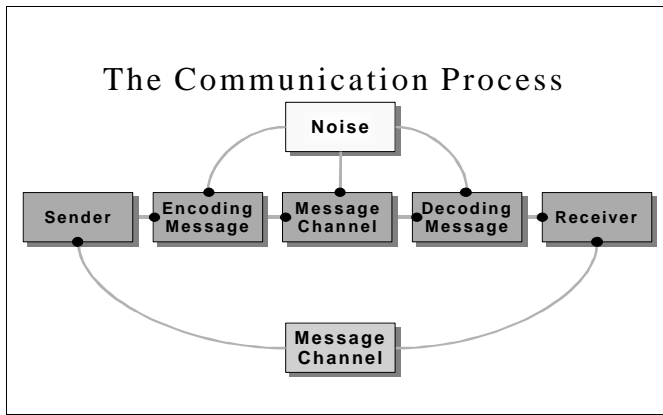 The Communication Process
Noise
Sender
Encoding
Message
Message
Channel
Decoding
Message
Receiver
Message
Channel